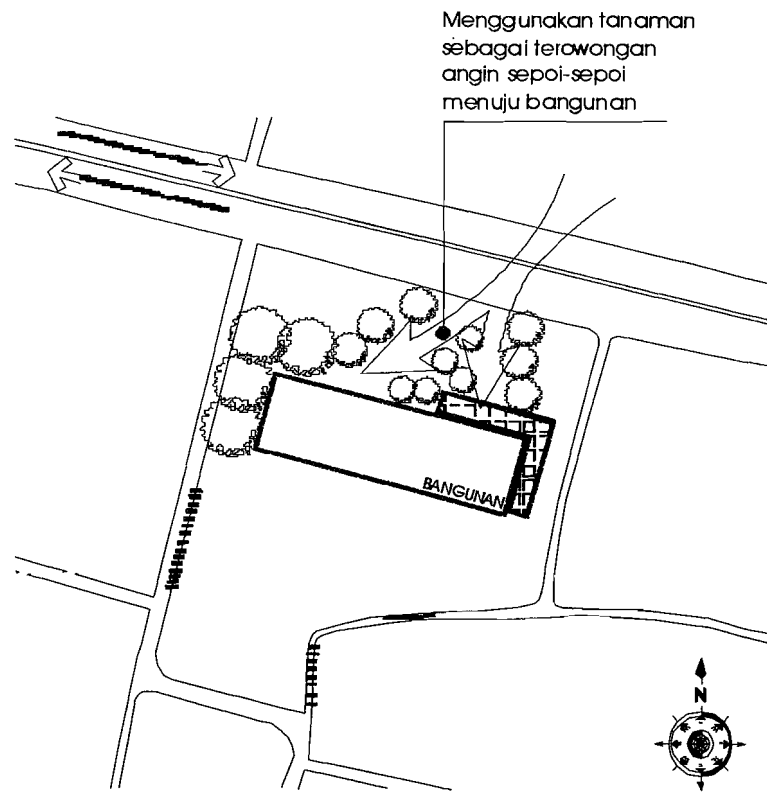 Menggunakan tanaman
sebagai terowongan
angin sepoi-sepoi
menuju bangunan
BANGUNAN
N